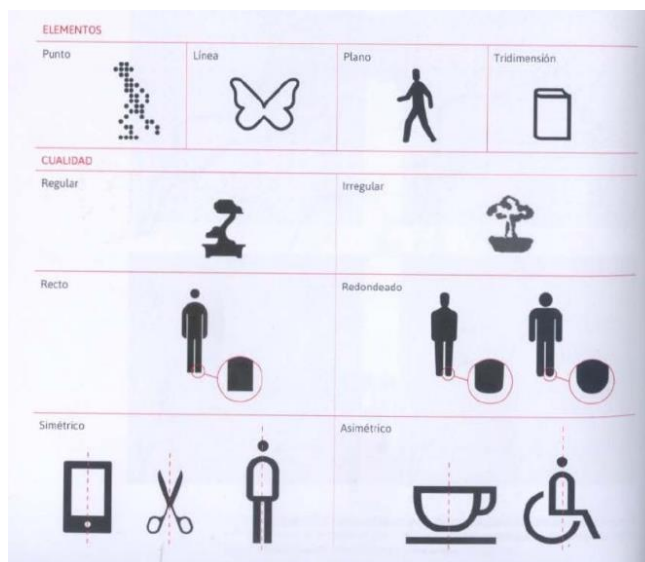 ELEMENTOS
Punto
Línea
Plano
Tridimensión
CUALIDAD
Regular
Irregular
Recto
Redondeado
Simétrico
Asimétrico